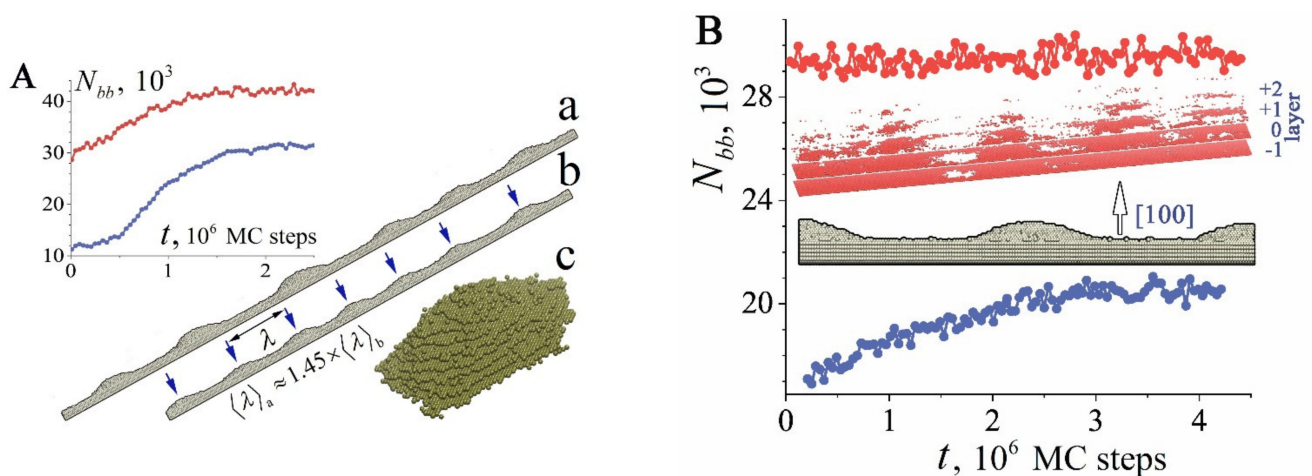 A
N_bb, 10^3
40
30
20
10
0
1
2
t, 10^6 MC steps
a
b
c
λ
⟨λ⟩_a ≈ 1.45 × ⟨λ⟩_b
B
N_bb, 10^3
28
24
20
0
1
2
3
4
t, 10^6 MC steps
+2
+1
0
-1
layer
[100]